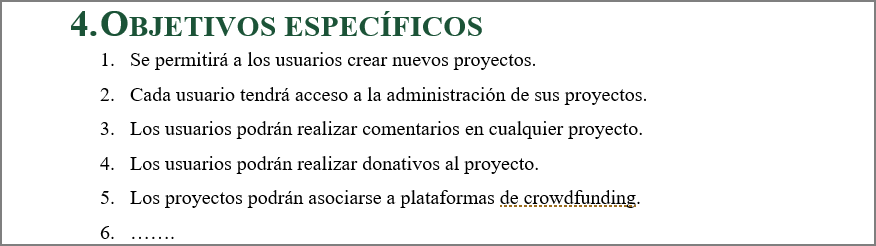 4. OBJETIVOS ESPECÍFICOS
1. Se permitirá a los usuarios crear nuevos proyectos.
2. Cada usuario tendrá acceso a la administración de sus proyectos.
3. Los usuarios podrán realizar comentarios en cualquier proyecto.
4. Los usuarios podrán realizar donativos al proyecto.
5. Los proyectos podrán asociarse a plataformas de crowdfunding.
6. …….